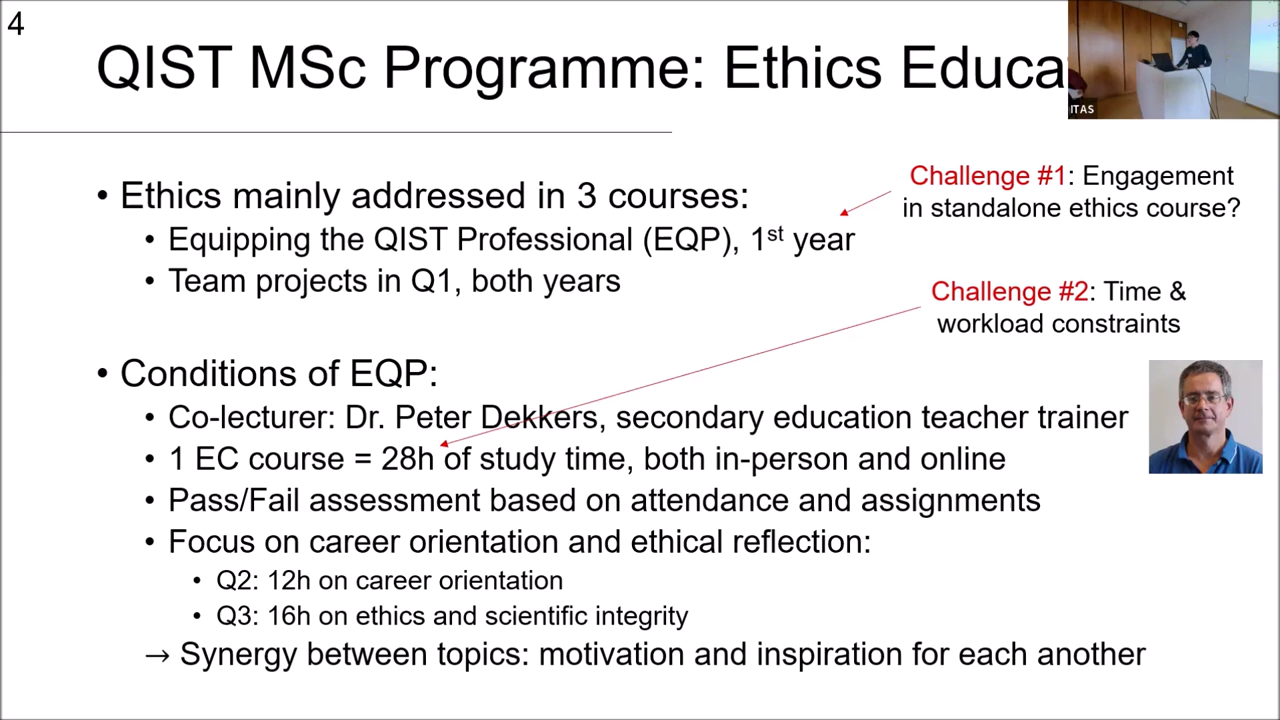 4
QIST MSc Programme: Ethics Educa
ITAS
• Ethics mainly addressed in 3 courses:
• Equipping the QIST Professional (EQP), 1st year
• Team projects in Q1, both years
Challenge #1: Engagement
in standalone ethics course?
Challenge #2: Time &
workload constraints
• Conditions of EQP:
• Co-lecturer: Dr. Peter Dekkers, secondary education teacher trainer
• 1 EC course = 28h of study time, both in-person and online
• Pass/Fail assessment based on attendance and assignments
• Focus on career orientation and ethical reflection:
• Q2: 12h on career orientation
• Q3: 16h on ethics and scientific integrity
→ Synergy between topics: motivation and inspiration for each another